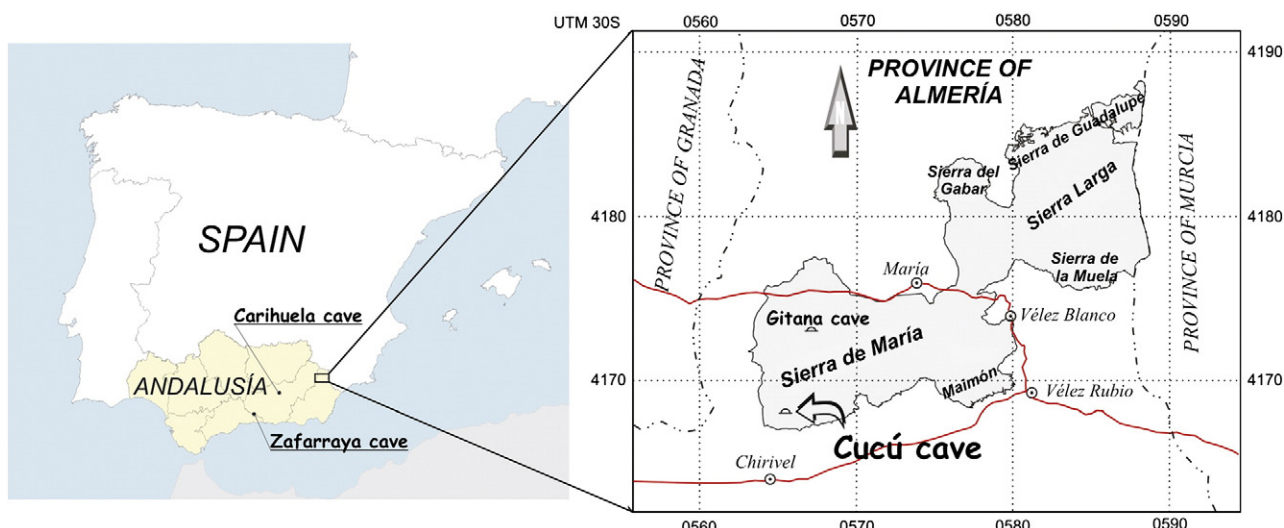 UTM 30S
0560
0570
0580
0590
4190
PROVINCE OF
ALMERÍA
N
PROVINCE OF GRANADA
Sierra de Guadalupe
Sierra del
Gabar
Sierra Larga
SPAIN
4180
PROVINCE OF MURCIA
María
Sierra de
la Muela
Carihuela cave
Gitana cave
Vélez Blanco
Sierra de María
ANDALUSÍA
4170
Maimón
Vélez Rubio
Zafarraya cave
Cucú cave
Chirivel
0560
0570
0580
0590